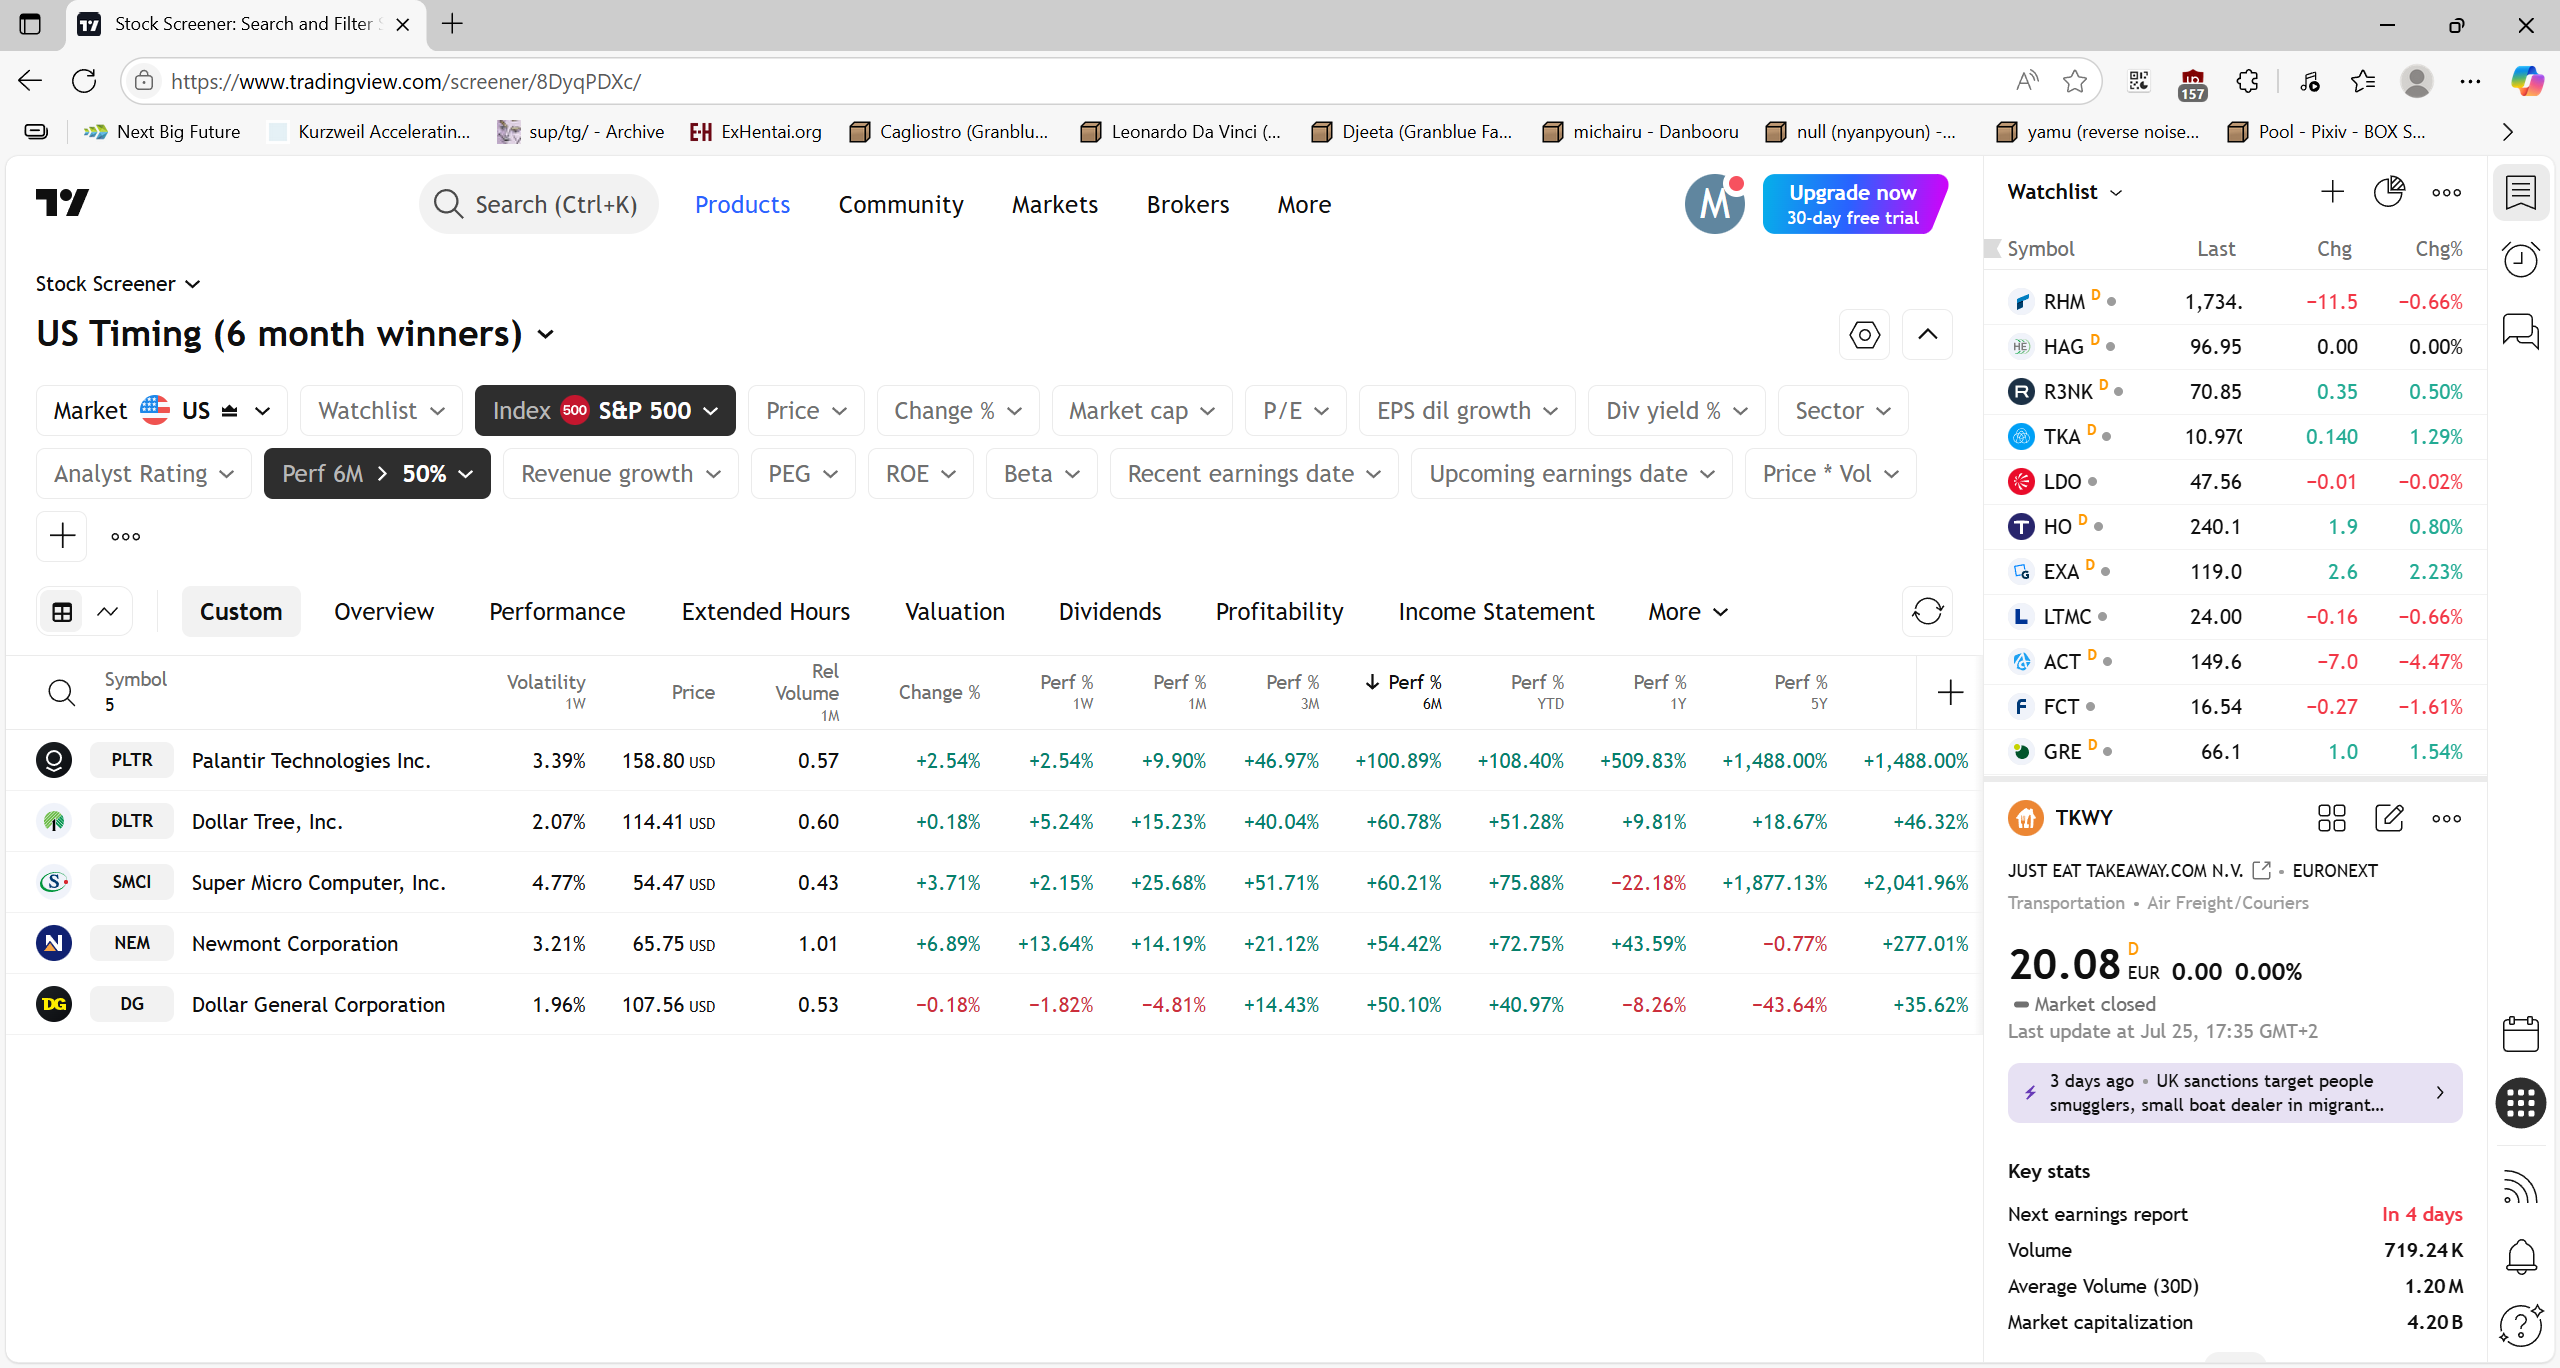 Stock Screener: Search and Filter S
https://www.tradingview.com/screener/8DyqPDXc/
157
Next Big Future
Kurzweil Acceleratin...
sup/tg/ - Archive
E-H ExHentai.org
Cagliostro (Granblu...
Leonardo Da Vinci (...
Djeeta (Granblue Fa...
michairu - Danbooru
null (nyanpyoun) -...
yamu (reverse noise...
Pool - Pixiv - BOX S...
Search (Ctrl+K) Products Community Markets Brokers More
M
Upgrade now
30-day free trial
Stock Screener
US Timing (6 month winners)
Market US Watchlist Index 500 S&P 500 Price Change % Market cap P/E EPS dil growth Div yield % Sector
Analyst Rating Perf 6M > 50% Revenue growth PEG ROE Beta Recent earnings date Upcoming earnings date Price * Vol
Custom Overview Performance Extended Hours Valuation Dividends Profitability Income Statement More
Symbol 5 Volatility 1W Price Rel Volume 1M Change % Perf % 1W Perf % 1M Perf % 3M Perf % 6M Perf % YTD Perf % 1Y Perf % 5Y
PLTR Palantir Technologies Inc. 3.39% 158.80 USD 0.57 +2.54% +2.54% +9.90% +46.97% +100.89% +108.40% +509.83% +1,488.00% +1,488.00%
DLTR Dollar Tree, Inc. 2.07% 114.41 USD 0.60 +0.18% +5.24% +15.23% +40.04% +60.78% +51.28% +9.81% +18.67% +46.32%
SMCI Super Micro Computer, Inc. 4.77% 54.47 USD 0.43 +3.71% +2.15% +25.68% +51.71% +60.21% +75.88% −22.18% +1,877.13% +2,041.96%
NEM Newmont Corporation 3.21% 65.75 USD 1.01 +6.89% +13.64% +14.19% +21.12% +54.42% +72.75% +43.59% −0.77% +277.01%
DG DG Dollar General Corporation 1.96% 107.56 USD 0.53 −0.18% −1.82% −4.81% +14.43% +50.10% +40.97% −8.26% −43.64% +35.62%
Watchlist
Symbol Last Chg Chg%
RHM D 1,734. −11.5 −0.66%
HE HAG D 96.95 0.00 0.00%
R R3NK D 70.85 0.35 0.50%
TKA D 10.970 0.140 1.29%
LDO 47.56 −0.01 −0.02%
T HO D 240.1 1.9 0.80%
G EXA D 119.0 2.6 2.23%
L LTMC 24.00 −0.16 −0.66%
ACT D 149.6 −7.0 −4.47%
F FCT 16.54 −0.27 −1.61%
GRE D 66.1 1.0 1.54%
TKWY
JUST EAT TAKEAWAY.COM N.V. • EURONEXT
Transportation • Air Freight/Couriers
20.08 D EUR 0.00 0.00%
Market closed
Last update at Jul 25, 17:35 GMT+2
3 days ago • UK sanctions target people
smugglers, small boat dealer in migrant...
Key stats
Next earnings report In 4 days
Volume 719.24 K
Average Volume (30D) 1.20 M
Market capitalization 4.20 B